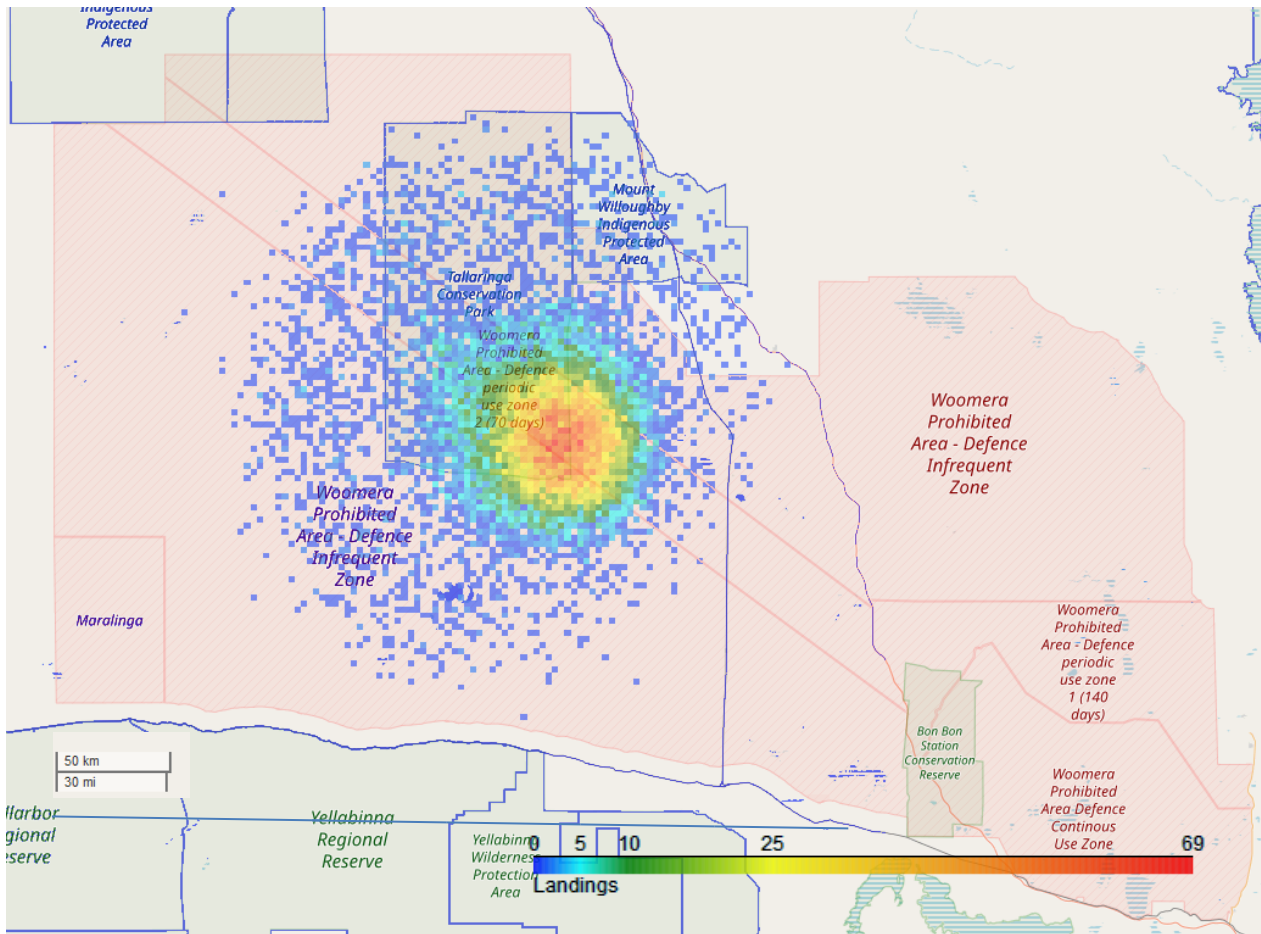 Indigenous
Protected
Area
Mount
Willoughby
Indigenous
Protected
Area
Tallaringa
Conservation
Park
Woomera
Prohibited
Area - Defence
periodic
use zone
2 (70 days)
Woomera
Prohibited
Area - Defence
Infrequent
Zone
Woomera
Prohibited
Area - Defence
Infrequent
Zone
Maralinga
Woomera
Prohibited
Area - Defence
periodic
use zone
1 (140
days)
Bon Bon
Station
Conservation
Reserve
50 km
30 mi
Woomera
Prohibited
Area-Defence
Continous
Use Zone
llarbor
gional
eserve
Yellabinna
Regional
Reserve
Yellabinna
Wilderness
Protection
Area
0 5 10 25 69
Landings